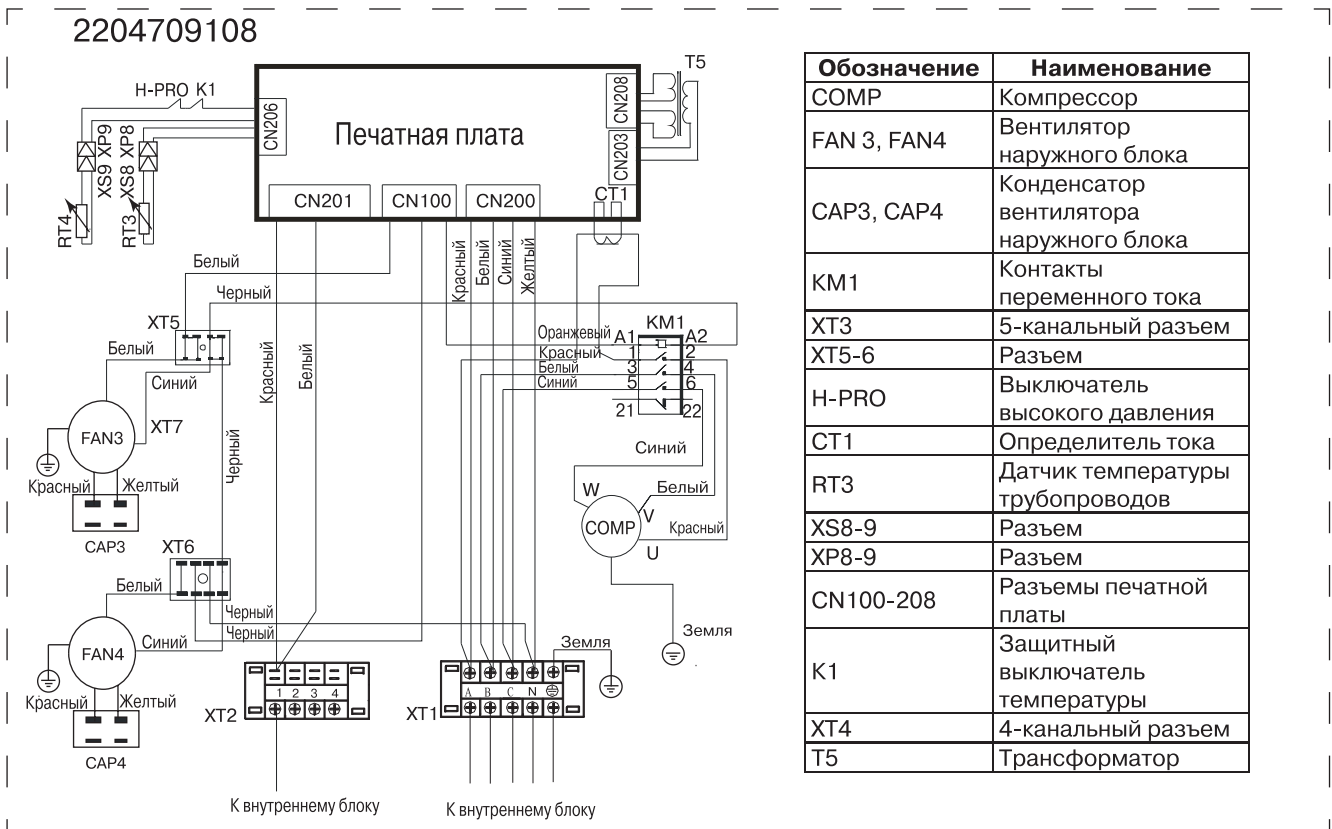 2204709108
H-PRO K1
CN206
Печатная плата
CN208
CN203
T5
XS9 XP9
XS8 XP8
RT4
RT3
CN201
CN100
CN200
CT1
Белый
Черный
Красный
Белый
Синий
Желтый
XT5
Белый
Синий
XT7
FAN3
Красный
Желтый
CAP3
Красный
Белый
Черный
Оранжевый
Красный
Белый
Синий
KM1
A1
A2
1
2
3
4
5
6
21
22
Синий
W
Белый
V
COMP
Красный
U
XT6
Белый
Черный
Черный
Синий
FAN4
Красный
Желтый
CAP4
Земля
Земля
1 2 3 4
XT2
A B C N
XT1
К внутреннему блоку
К внутреннему блоку
Обозначение Наименование
COMP Компрессор
FAN 3, FAN4 Вентилятор
наружного блока
CAP3, CAP4 Конденсатор
вентилятора
наружного блока
KM1 Контакты
переменного тока
XT3 5-канальный разъем
XT5-6 Разъем
H-PRO Выключатель
высокого давления
CT1 Определитель тока
RT3 Датчик температуры
трубопроводов
XS8-9 Разъем
XP8-9 Разъем
CN100-208 Разъемы печатной
платы
K1 Защитный
выключатель
температуры
XT4 4-канальный разъем
T5 Трансформатор